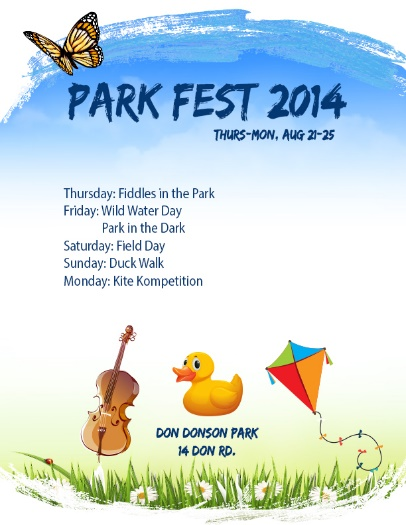 PARK FEST 2014
THURS-MON, AUG 21-25
Thursday: Fiddles in the Park
Friday: Wild Water Day
Park in the Dark
Saturday: Field Day
Sunday: Duck Walk
Monday: Kite Kompetition
DON DONSON PARK
14 DON RD.